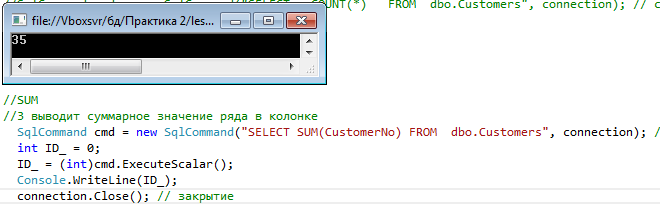 COUNT(*) FROM dbo.Customers", connection); //
file://Vboxsvr/бд/Практика 2/les...
35
//SUM
//3 выводит суммарное значение ряда в колонке
SqlCommand cmd = new SqlCommand("SELECT SUM(CustomerNo) FROM dbo.Customers", connection); //
int ID_ = 0;
ID_ = (int)cmd.ExecuteScalar();
Console.WriteLine(ID_);
connection.Close(); // закрытие